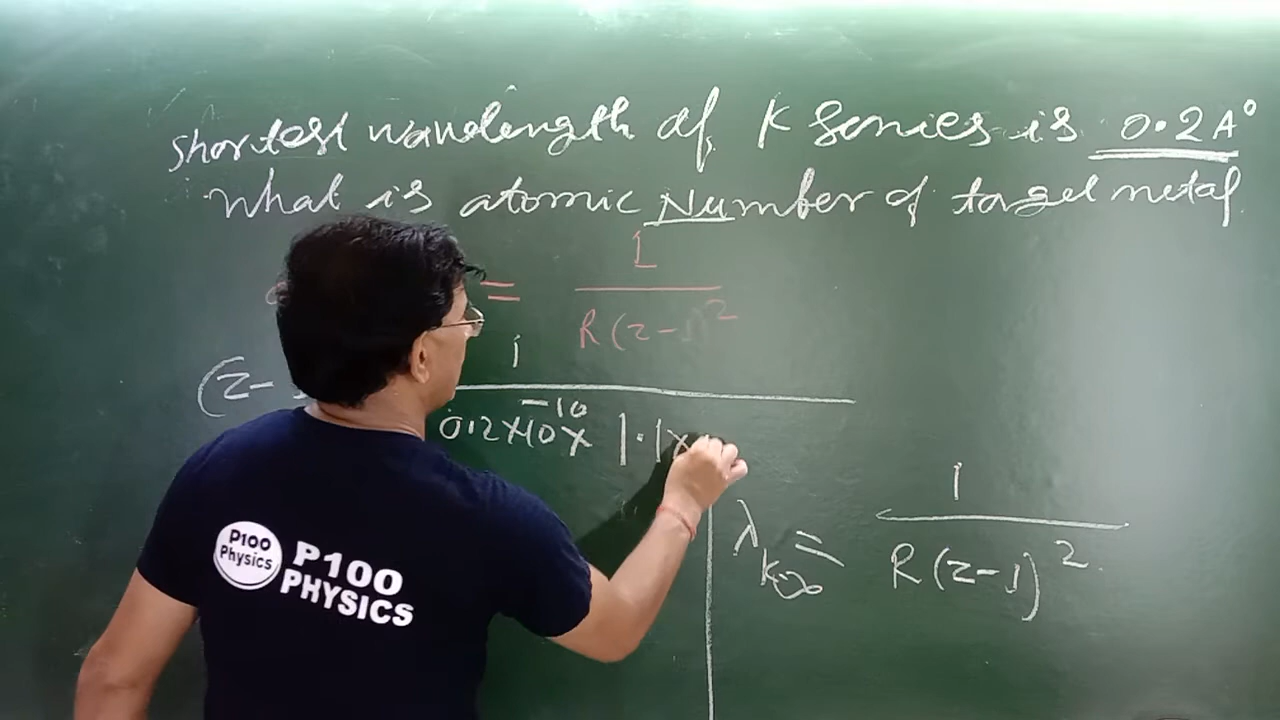 Shortest wavelength of K Series is 0.2A°
What is atomic Number of target metal.
= 1 / R(z-1)²
(z- 1 / 0.2×10⁻¹⁰× 1.1×
λ K∞ = 1 / R(z-1)².
P100 Physics
P100 PHYSICS